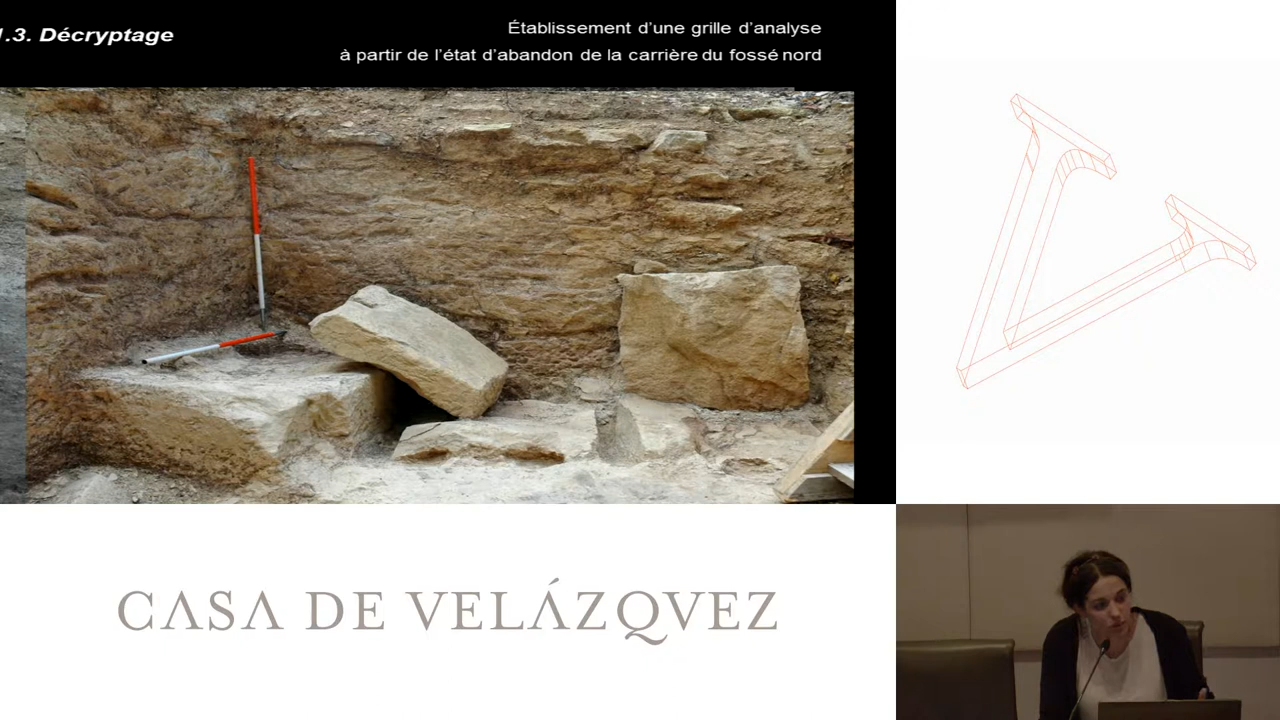 1.3. Décryptage
Établissement d’une grille d’analyse
à partir de l’état d’abandon de la carrière du fossé nord
CASA DE VELÁZQVEZ